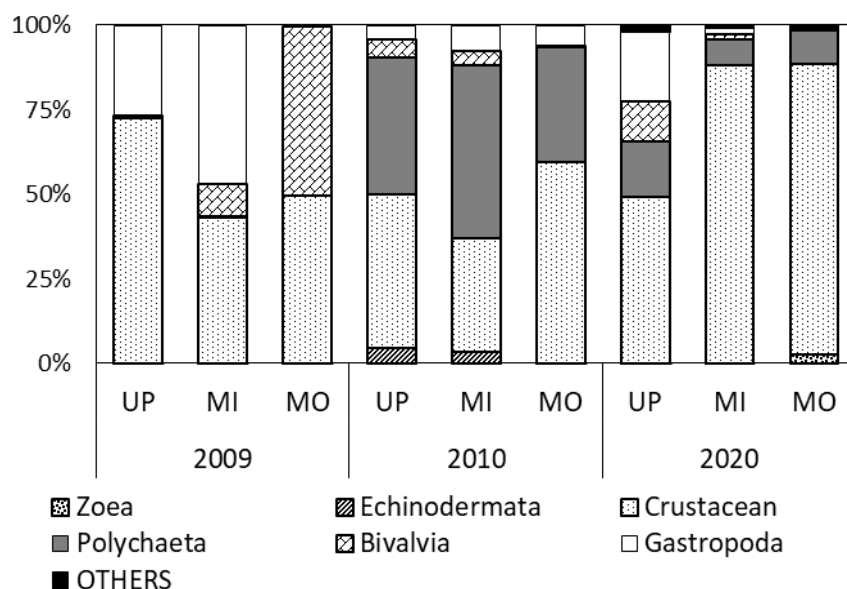 100%
75%
50%
25%
0%
UP MI MO UP MI MO UP MI MO
2009 2010 2020
Zoea Echinodermata Crustacean
Polychaeta Bivalvia Gastropoda
OTHERS